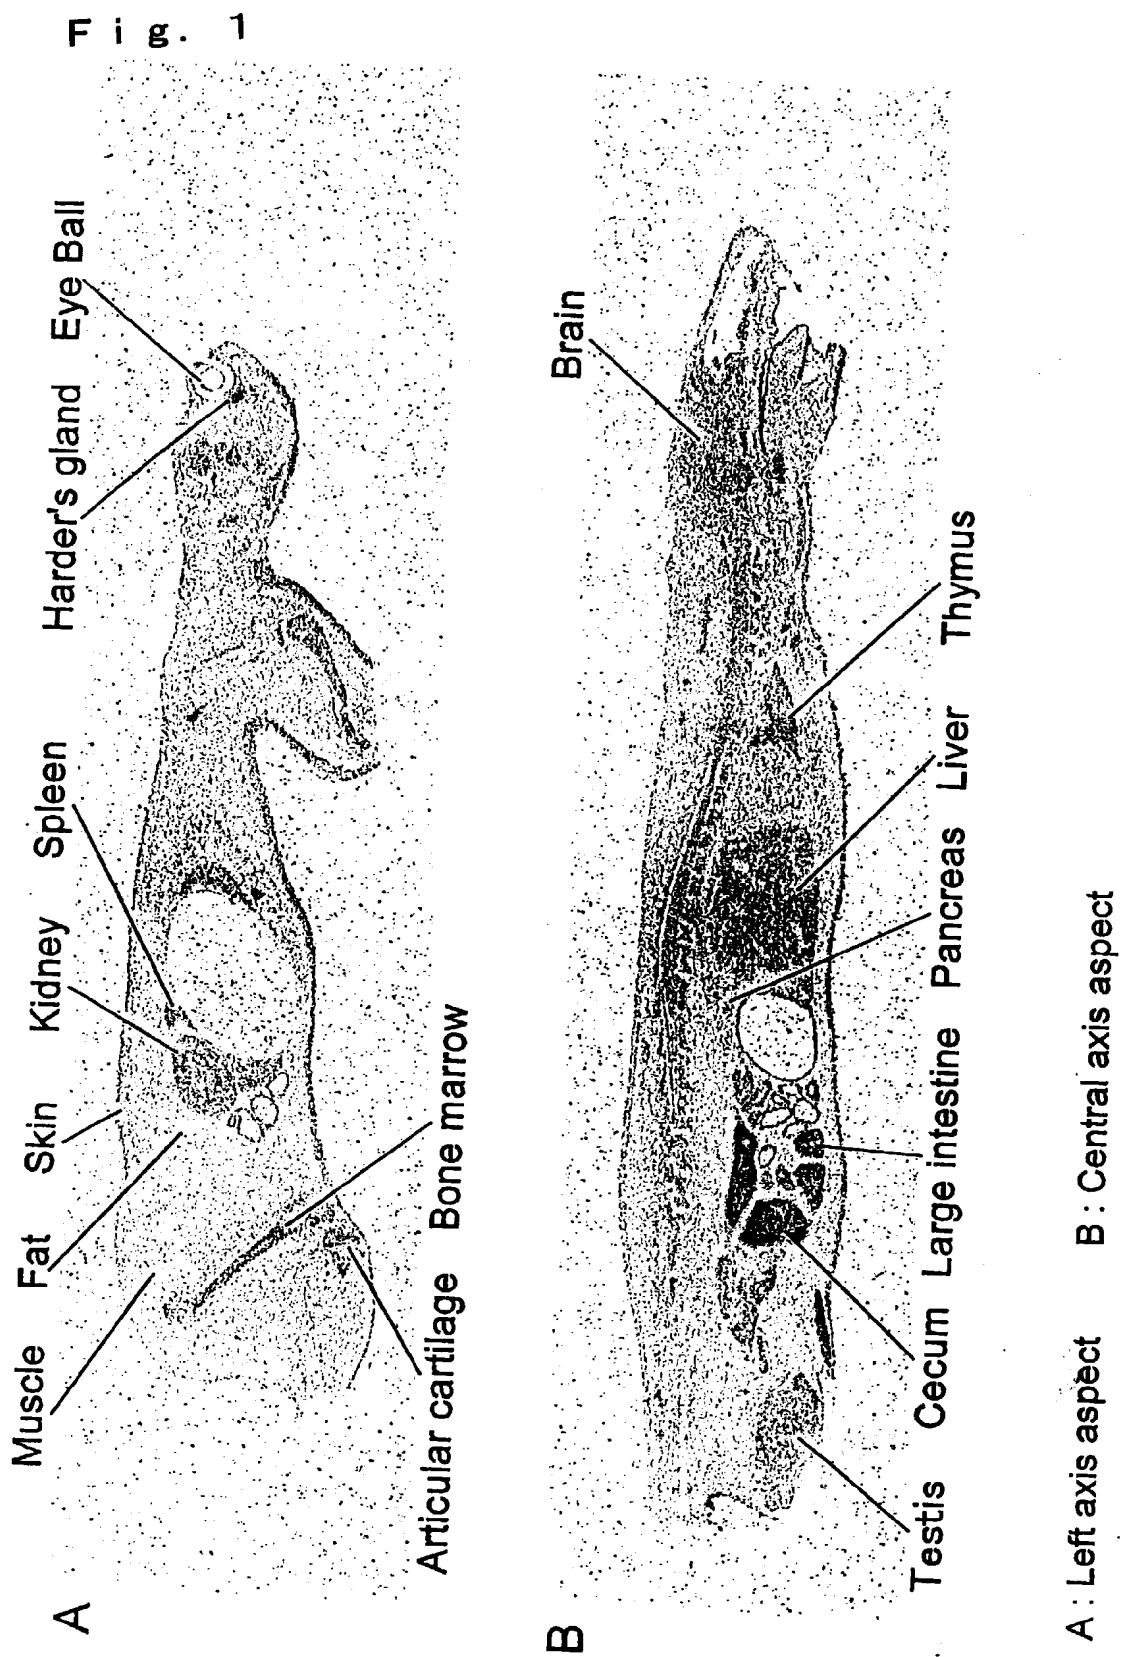 Fig. 1
A
Muscle Fat Skin Kidney Spleen Harder's gland Eye Ball
Articular cartilage Bone marrow
B
Brain
Testis Cecum Large intestine Pancreas Liver Thymus
A : Left axis aspect B : Central axis aspect